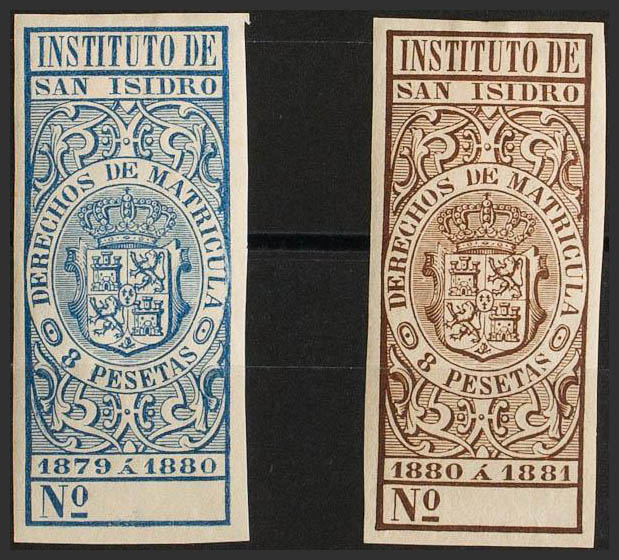 INSTITUTO DE
SAN ISIDRO
DERECHOS DE MATRICULA
8 PESETAS
1879 Á 1880
Nº
INSTITUTO DE
SAN ISIDRO
DERECHOS DE MATRICULA
8 PESETAS
1880 Á 1881
Nº